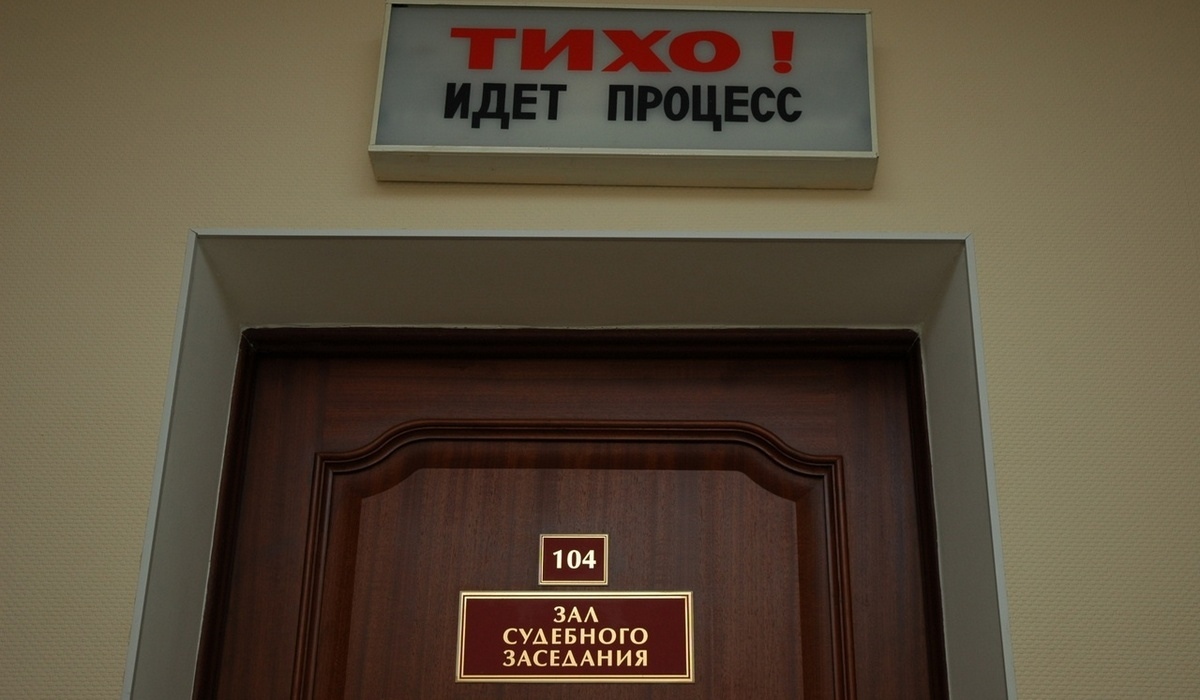 ТИХО !
ИДЕТ ПРОЦЕСС
104
ЗАЛ
СУДЕБНОГО
ЗАСЕДАНИЯ